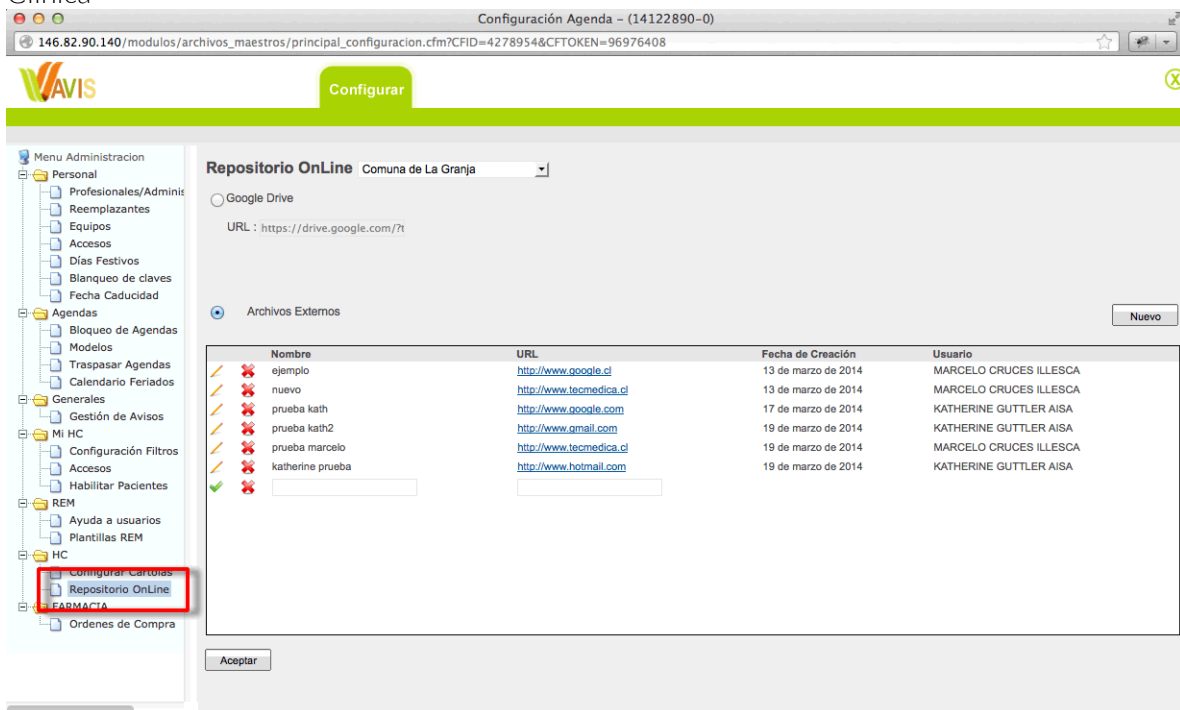 Clínica
Configuración Agenda – (14122890-0)
146.82.90.140/modulos/archivos_maestros/principal_configuracion.cfm?CFID=4278954&CFTOKEN=96976408
AVIS
Configurar
X
Menu Administracion
Personal
Profesionales/Adminis
Reemplazantes
Equipos
Accesos
Días Festivos
Blanqueo de claves
Fecha Caducidad
Agendas
Bloqueo de Agendas
Modelos
Traspasar Agendas
Calendario Feriados
Generales
Gestión de Avisos
Mi HC
Configuración Filtros
Accesos
Habilitar Pacientes
REM
Ayuda a usuarios
Plantillas REM
HC
Configurar Cartolas
Repositorio OnLine
FARMACIA
Ordenes de Compra
Repositorio OnLine Comuna de La Granja
Google Drive
URL : https://drive.google.com/?t
Archivos Externos
Nuevo
Nombre URL Fecha de Creación Usuario
ejemplo http://www.google.cl 13 de marzo de 2014 MARCELO CRUCES ILLESCA
nuevo http://www.tecmedica.cl 13 de marzo de 2014 MARCELO CRUCES ILLESCA
prueba kath http://www.google.com 17 de marzo de 2014 KATHERINE GUTTLER AISA
prueba kath2 http://www.gmail.com 19 de marzo de 2014 KATHERINE GUTTLER AISA
prueba marcelo http://www.tecmedica.cl 19 de marzo de 2014 MARCELO CRUCES ILLESCA
katherine prueba http://www.hotmail.com 19 de marzo de 2014 KATHERINE GUTTLER AISA
Aceptar